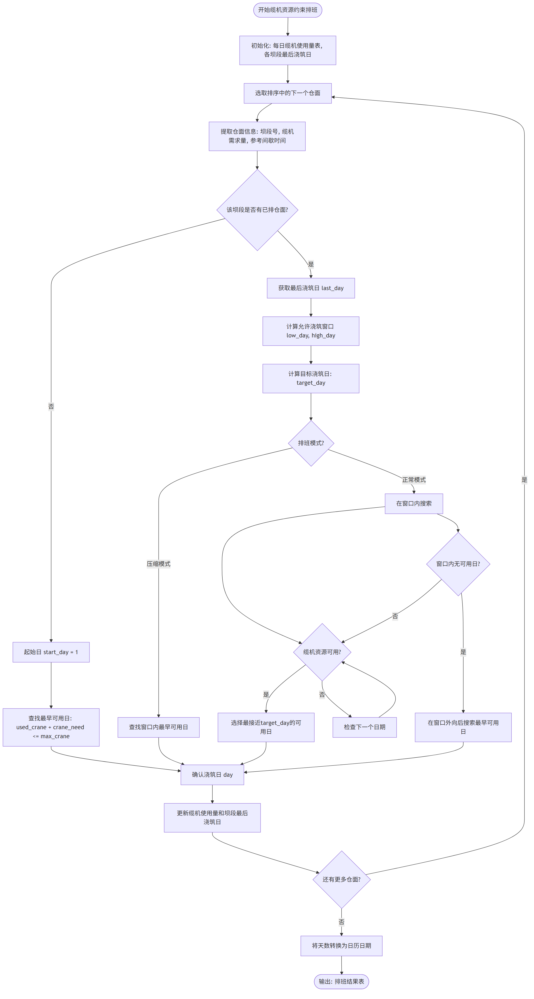 开始缆机资源约束排班
初始化: 每日缆机使用量表,
各坝段最后浇筑日
选取排序中的下一个仓面
提取仓面信息: 坝段号, 缆机
需求量, 参考间歇时间
该坝段是否有已排仓面?
是
获取最后浇筑日 last_day
计算允许浇筑窗口
low_day, high_day
计算目标浇筑日:
target_day
否
排班模式?
正常模式
是
在窗口内搜索
压缩模式
窗口内无可用日?
否
起始日 start_day = 1
缆机资源可用?
是
是
否
查找最早可用日:
used_crane + crane_need
<= max_crane
查找窗口内最早可用日
选择最接近target_day的可
用日
检查下一个日期
在窗口外向后搜索最早可用
日
确认浇筑日 day
更新缆机使用量和坝段最后
浇筑日
还有更多仓面?
否
将天数转换为日历日期
输出: 排班结果表